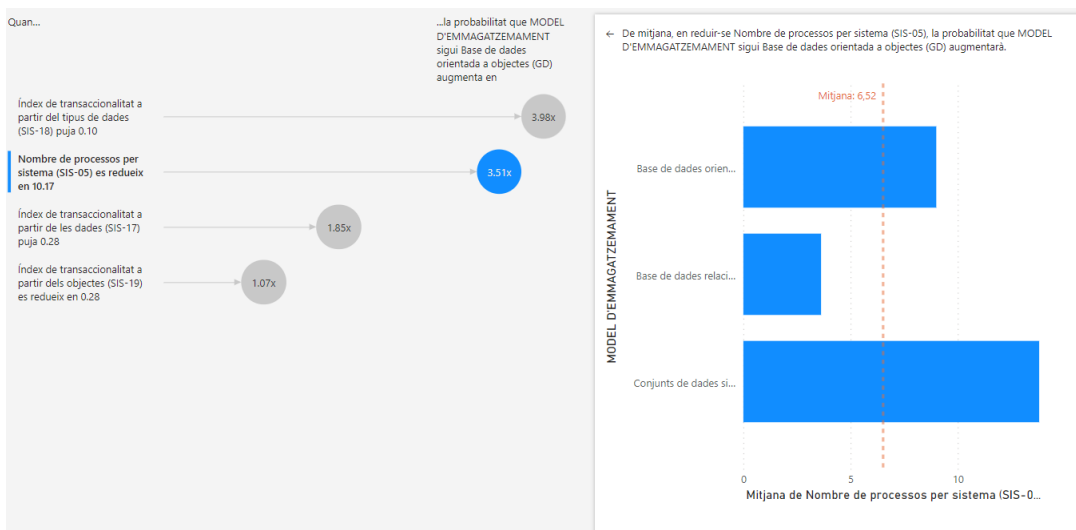 Quan...
...la probabilitat que MODEL
D'EMMAGATZEMAMENT
sigui Base de dades
orientada a objectes (GD)
augmenta en
Índex de transaccionalitat a
partir del tipus de dades
(SIS-18) puja 0.10
3.98x
Nombre de processos per
sistema (SIS-05) es redueix
en 10.17
3.51x
Índex de transaccionalitat a
partir de les dades (SIS-17)
puja 0.28
1.85x
Índex de transaccionalitat a
partir dels objectes (SIS-19)
es redueix en 0.28
1.07x
← De mitjana, en reduir-se Nombre de processos per sistema (SIS-05), la probabilitat que MODEL
D'EMMAGATZEMAMENT sigui Base de dades orientada a objectes (GD) augmentarà.
Mitjana: 6,52
MODEL D'EMMAGATZEMAMENT
Base de dades orien...
Base de dades relaci...
Conjunts de dades si...
0 5 10
Mitjana de Nombre de processos per sistema (SIS-0...